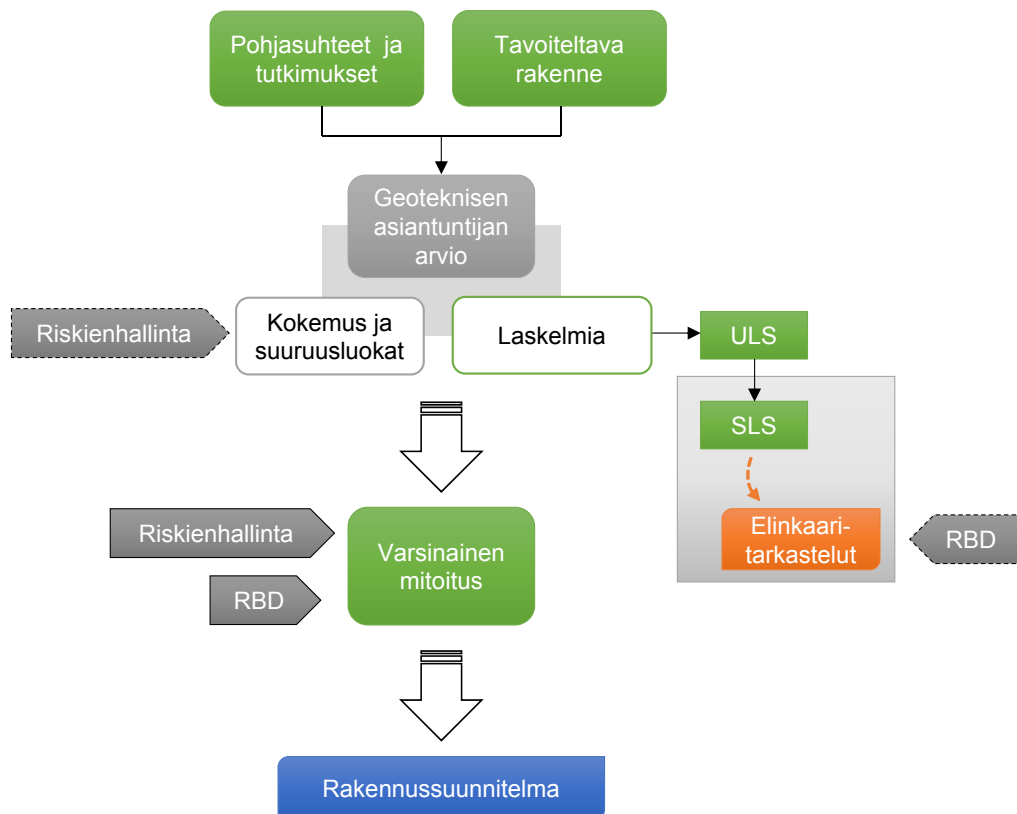 Pohjasuhteet ja
tutkimukset
Tavoiteltava
rakenne
Geoteknisen
asiantuntijan
arvio
Riskienhallinta
Kokemus ja
suuruusluokat
Laskelmia
ULS
SLS
Elinkaari-
tarkastelut
RBD
Riskienhallinta
RBD
Varsinainen
mitoitus
Rakennussuunnitelma